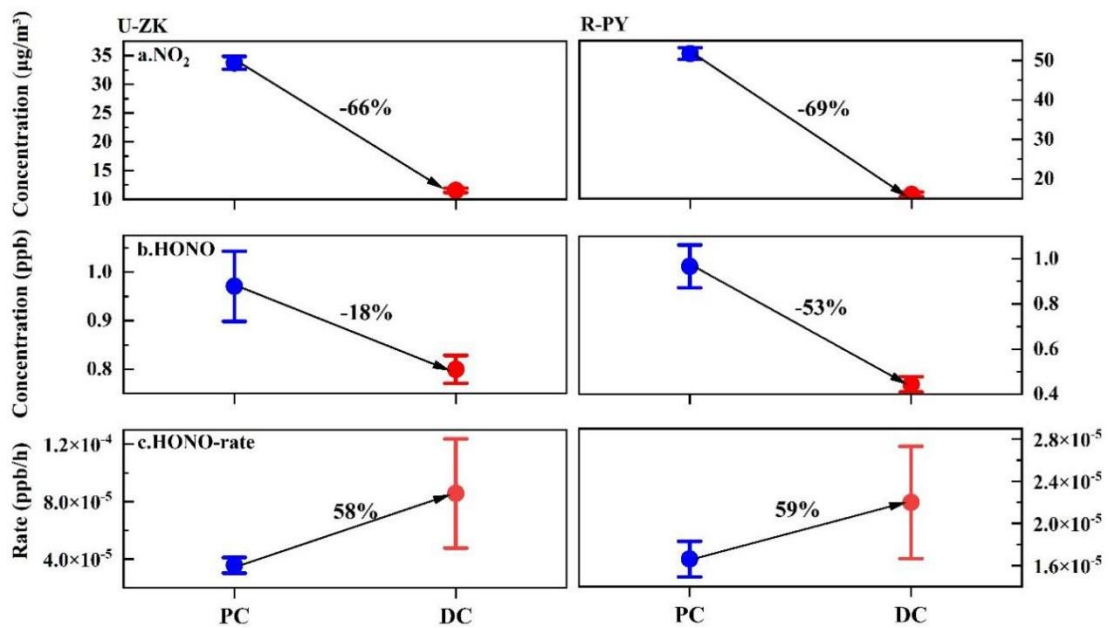 U-ZK
R-PY
Concentration (μg/m³)
a.NO₂
35
30
25
20
15
10
-66%
-69%
50
40
30
20
Concentration (ppb)
b.HONO
1.0
0.9
0.8
-18%
-53%
1.0
0.8
0.6
0.4
Rate (ppb/h)
c.HONO-rate
1.2×10⁻⁴
8.0×10⁻⁵
4.0×10⁻⁵
58%
59%
2.8×10⁻⁵
2.4×10⁻⁵
2.0×10⁻⁵
1.6×10⁻⁵
PC
DC
PC
DC